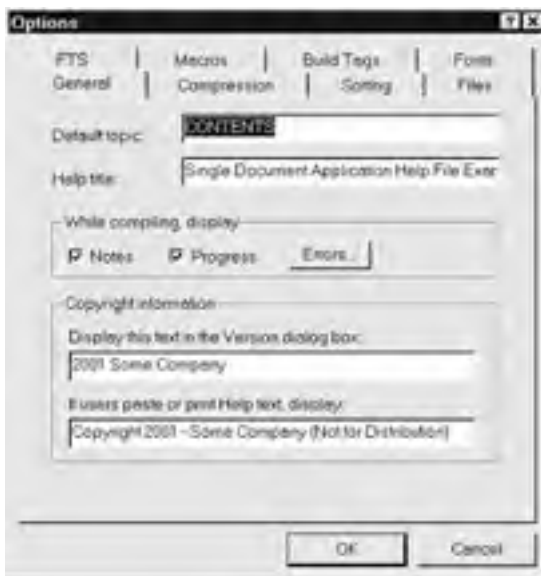 Options
FTS Macros Build Tags Fonts
General Compression Sorting Files
Default topic: CONTENTS
Help title: Single Document Application Help File Exam
While compiling, display
Notes Progress Errors...
Copyright information
Display this text in the Version dialog box:
2001 Some Company
If users paste or print Help text, display:
Copyright 2001 - Some Company (Not for Distribution)
OK Cancel